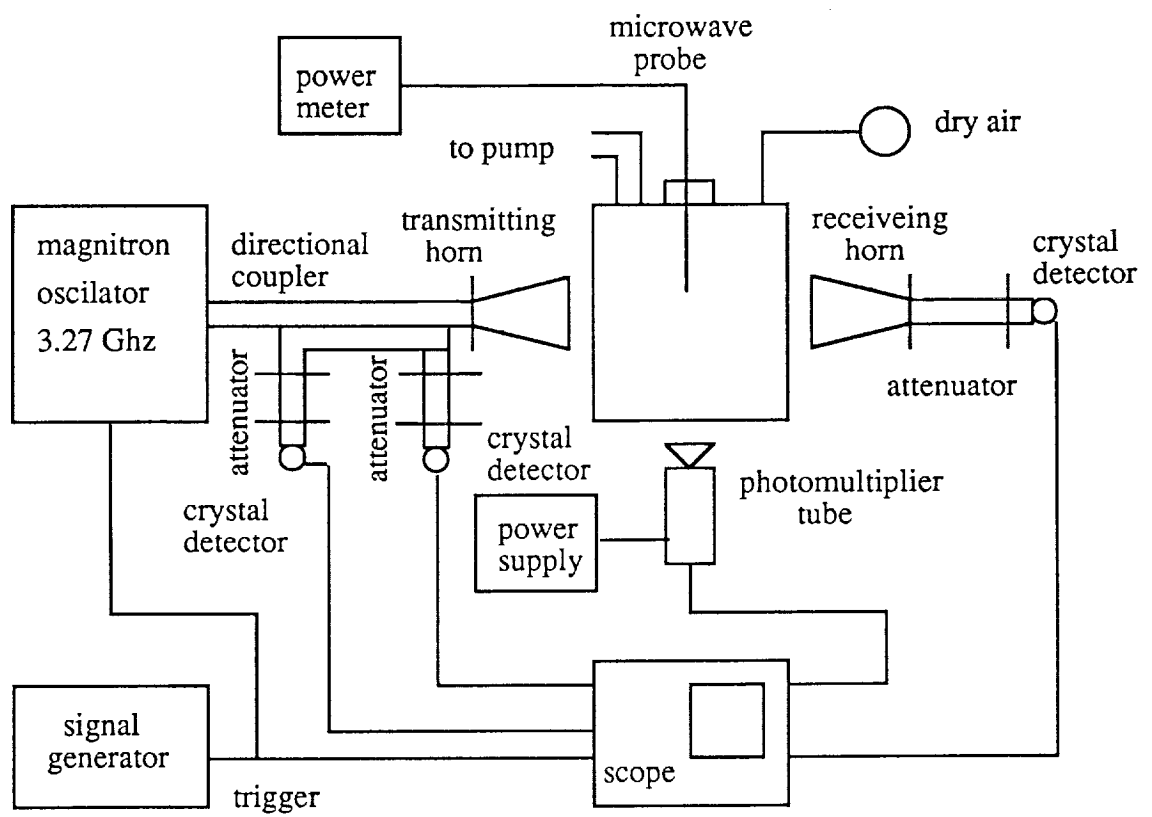 microwave
probe
power
meter
dry air
to pump
magnitron
oscilator
3.27 Ghz
directional
coupler
transmitting
horn
receiveing
horn
crystal
detector
attenuator
attenuator
attenuator
crystal
detector
crystal
detector
power
supply
photomultiplier
tube
signal
generator
trigger
scope